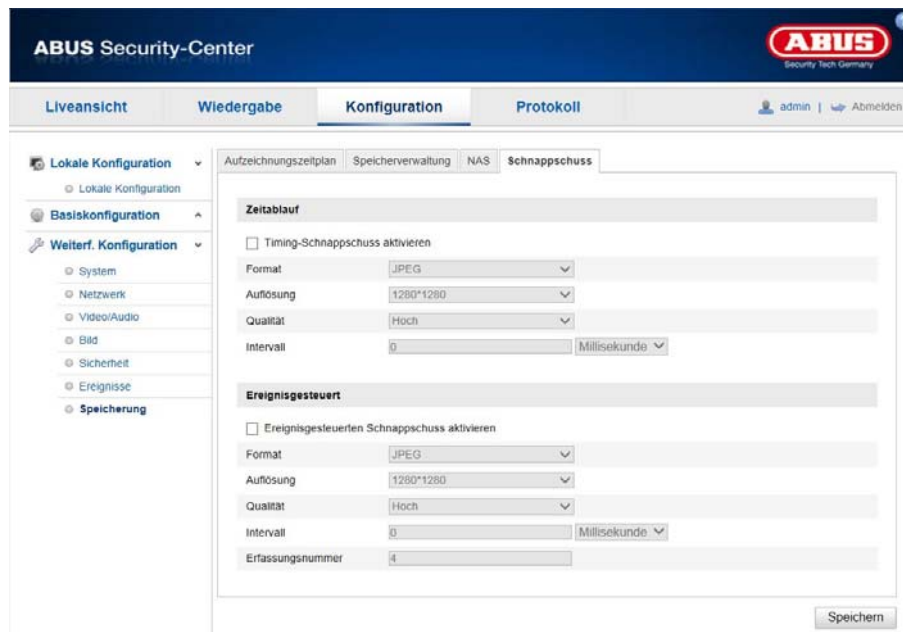 ABUS Security-Center
ABUS
Security Tech Germany
Liveansicht Wiedergabe Konfiguration Protokoll admin | Abmelden
Lokale Konfiguration
Lokale Konfiguration
Basiskonfiguration
Weiterf. Konfiguration
System
Netzwerk
Video/Audio
Bild
Sicherheit
Ereignisse
Speicherung
Aufzeichnungszeitplan Speicherverwaltung NAS Schnappschuss
Zeitablauf
Timing-Schnappschuss aktivieren
Format JPEG
Auflösung 1280*1280
Qualität Hoch
Intervall 0 Millisekunde
Ereignisgesteuert
Ereignisgesteuerten Schnappschuss aktivieren
Format JPEG
Auflösung 1280*1280
Qualität Hoch
Intervall 0 Millisekunde
Erfassungsnummer 4
Speichern